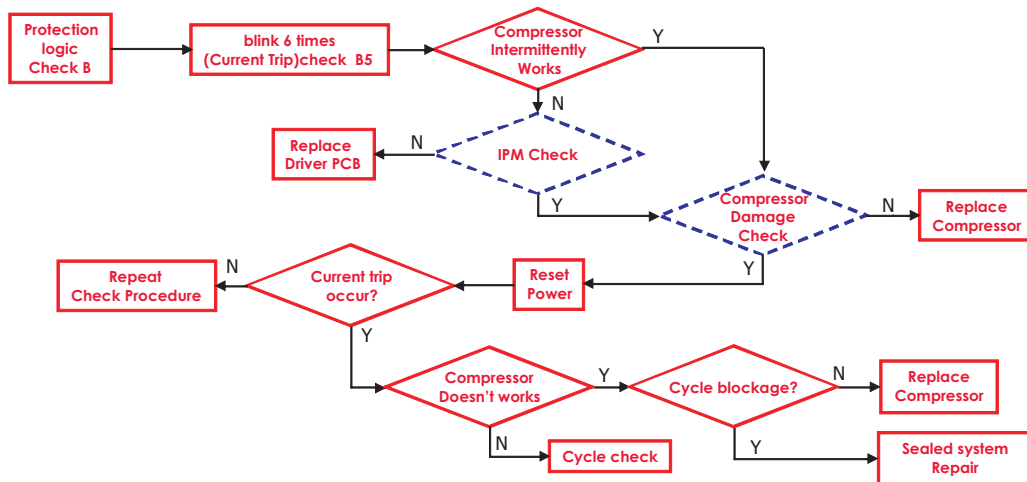 Protection
logic
Check B
blink 6 times
(Current Trip)check B5
Compressor
Intermittently
Works
Y
N
Replace
Driver PCB
N
IPM Check
Y
Compressor
Damage
Check
N
Replace
Compressor
Y
Repeat
Check Procedure
N
Current trip
occur?
Reset
Power
Y
Compressor
Doesn't works
Y
Cycle blockage?
N
Replace
Compressor
N
Cycle check
Y
Sealed system
Repair